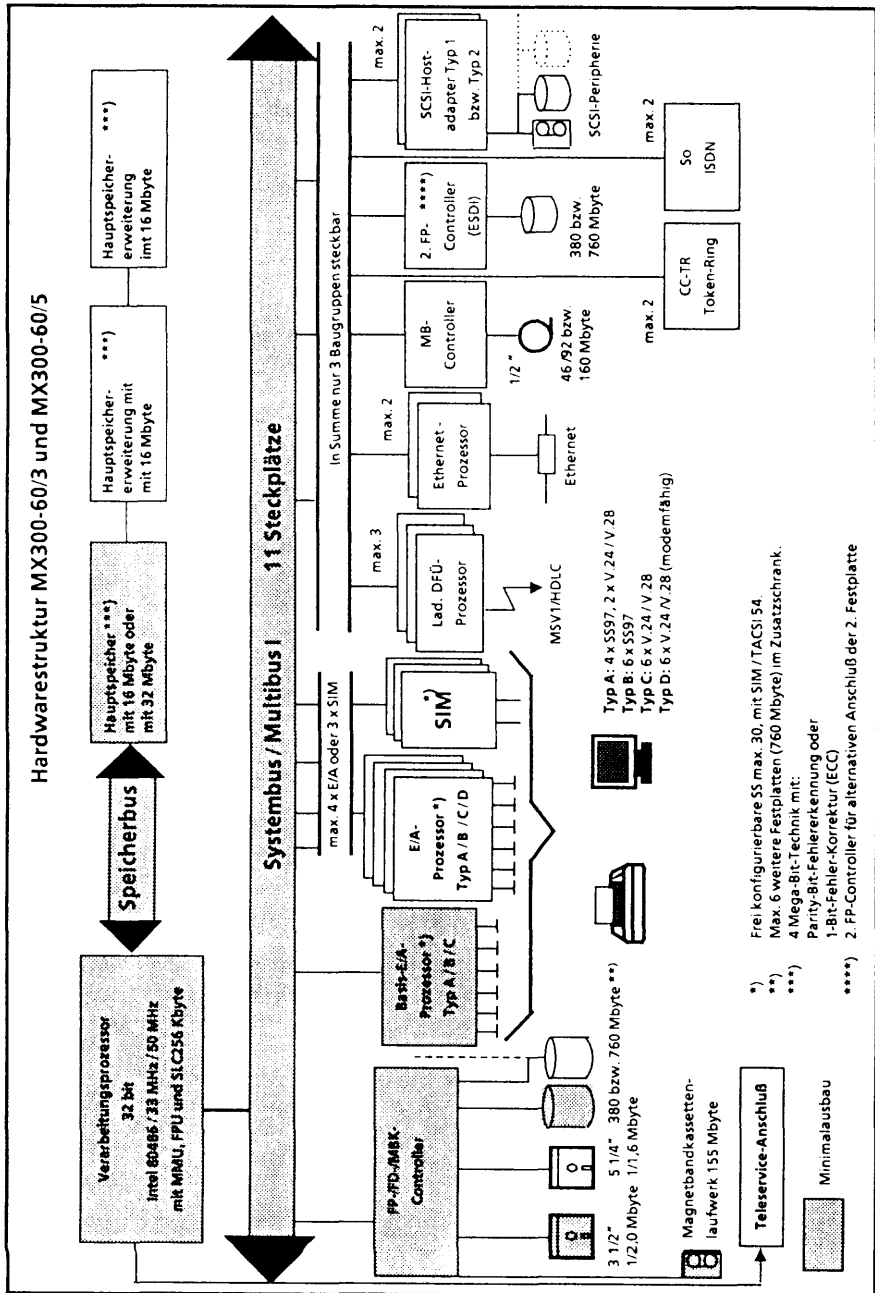 Hardwarestruktur MX300-60/3 und MX300-60/5
Verarbeitungsprozessor
32 bit
Intel 80486 / 33 MHz / 50 MHz
mit MMU, FPU und SLC256 Kbyte
Speicherbus
Hauptspeicher ***)
mit 16 Mbyte oder
mit 32 Mbyte
Hauptspeicher- ***)
erweiterung mit
mit 16 Mbyte
Hauptspeicher- ***)
erweiterung
imt 16 Mbyte
Systembus / Multibus I 11 Steckplätze
max. 4 x E/A oder 3 x SIM
In Summe nur 3 Baugruppen steckbar
FP-/FD-/MBK-
Controller
Basis-E/A-
Prozessor *)
Typ A / B / C
E/A-
Prozessor *)
Typ A / B / C / D
SIM *)
max. 3
Lad. DFÜ-
Prozessor
MSV1/HDLC
max. 2
Ethernet -
Prozessor
Ethernet
MB-
Controller
1/2 "
46 /92 bzw.
160 Mbyte
2. FP- ****)
Controller
(ESDI)
380 bzw.
760 Mbyte
max. 2
SCSI-Host-
adapter Typ 1
bzw. Typ 2
SCSI-Peripherie
max. 2
CC-TR
Token-Ring
max. 2
So
ISDN
3 1/2" 5 1/4" 380 bzw. 760 Mbyte **)
1/2,0 Mbyte 1/1,6 Mbyte
Typ A: 4 x SS97, 2 x V.24 / V.28
Typ B: 6 x SS97
Typ C: 6 x V.24 / V.28
Typ D: 6 x V.24 /V.28 (modemfähig)
Magnetbandkassetten-
laufwerk 155 Mbyte
Teleservice-Anschluß
Minimalausbau
*) Frei konfigurierbare SS max. 30, mit SIM / TACSI 54.
**) Max. 6 weitere Festplatten (760 Mbyte) im Zusatzschrank.
***) 4 Mega-Bit-Technik mit:
Parity-Bit-Fehlererkennung oder
1-Bit-Fehler-Korrektur (ECC)
****) 2. FP-Controller für alternativen Anschluß der 2. Festplatte